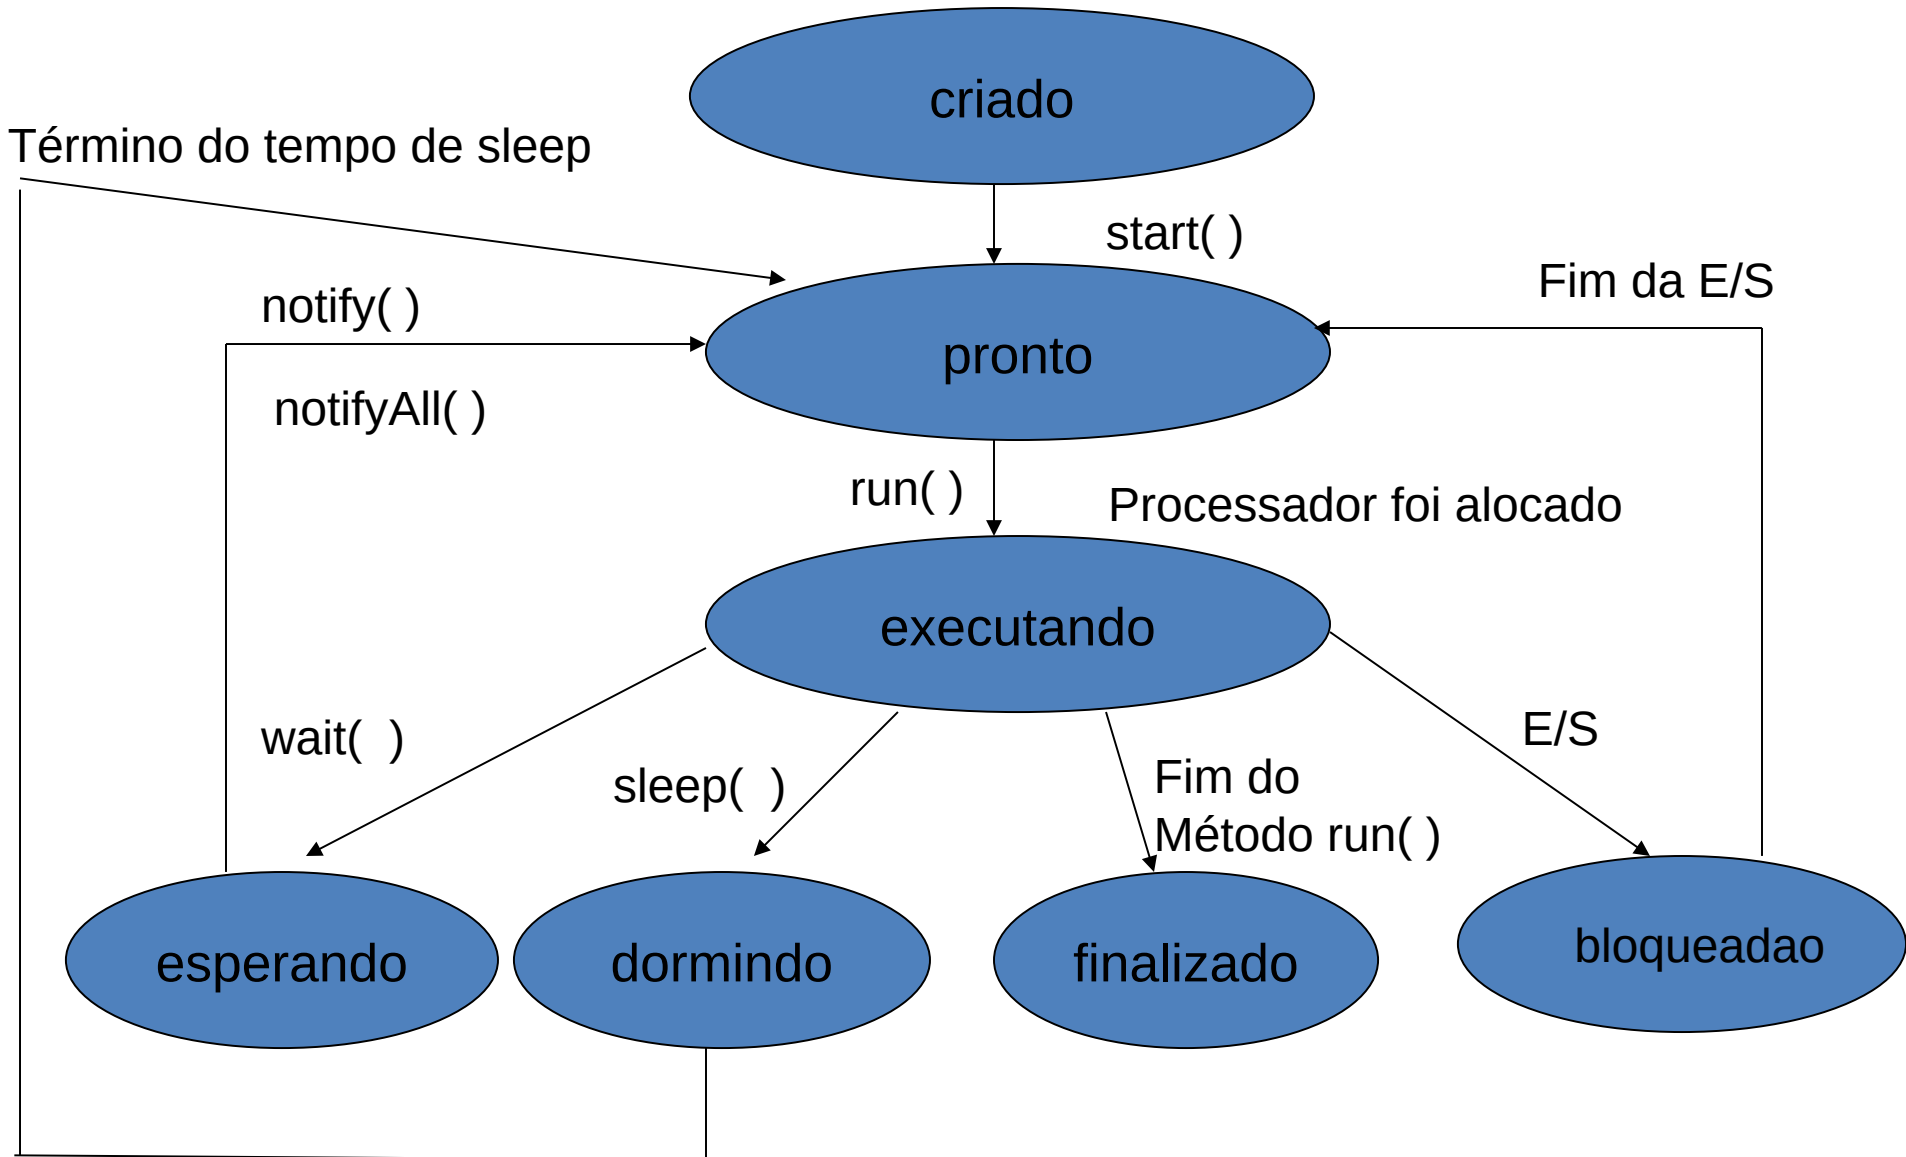 criado
Término do tempo de sleep
start( )
Fim da E/S
notify( )
pronto
notifyAll( )
run( )
Processador foi alocado
executando
wait(  )
E/S
sleep(  )
Fim do
Método run( )
esperando
dormindo
finalizado
bloqueadao